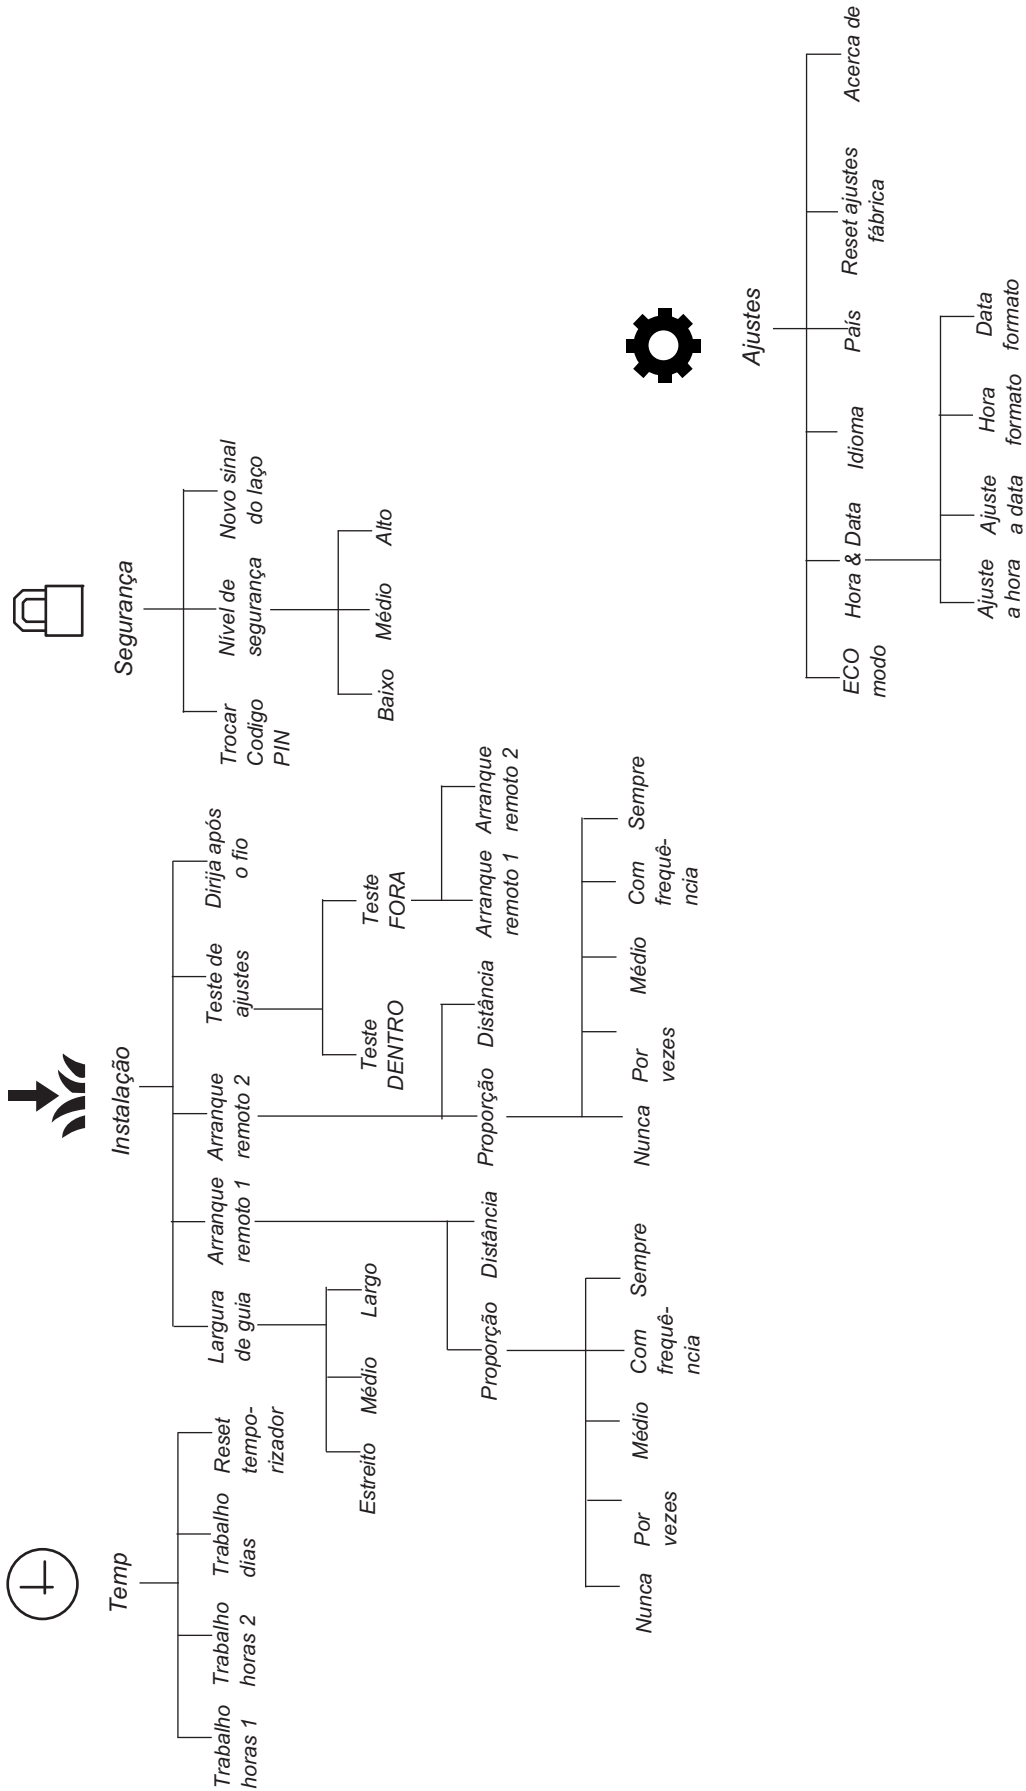 Temp
Trabalho
horas 1
Trabalho
horas 2
Trabalho
dias
Reset
tempo-
rizador
Instalação
Largura
de guia
Estreito
Médio
Largo
Arranque
remoto 1
Proporção
Distância
Nunca
Por
vezes
Médio
Com
frequê-
ncia
Sempre
Arranque
remoto 2
Proporção
Distância
Nunca
Por
vezes
Médio
Com
frequê-
ncia
Sempre
Teste de
ajustes
Teste
DENTRO
Teste
FORA
Arranque
remoto 1
Arranque
remoto 2
Dirija após
o fio
Segurança
Trocar
Codigo
PIN
Nível de
segurança
Baixo
Médio
Alto
Novo sinal
do laço
Ajustes
ECO
modo
Hora & Data
Ajuste
a hora
Ajuste
a data
Hora
formato
Data
formato
Idioma
País
Reset ajustes
fábrica
Acerca de